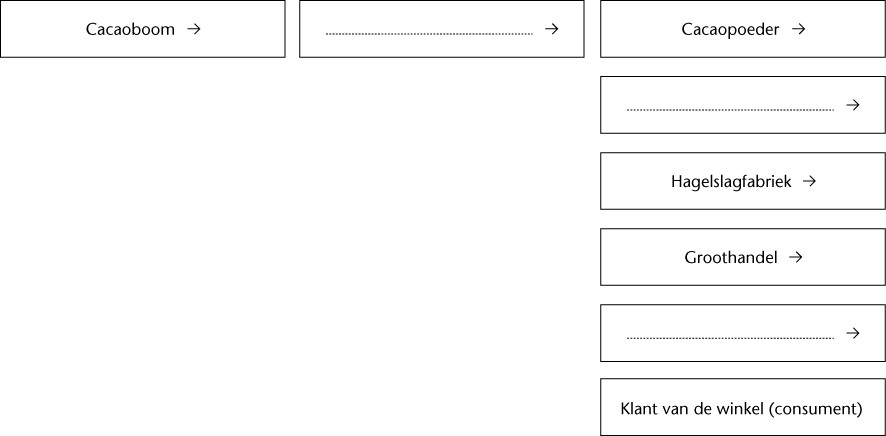 Cacaoboom →
........................................ →
Cacaopoeder →
........................................ →
Hagelslagfabriek →
Groothandel →
........................................ →
Klant van de winkel (consument)